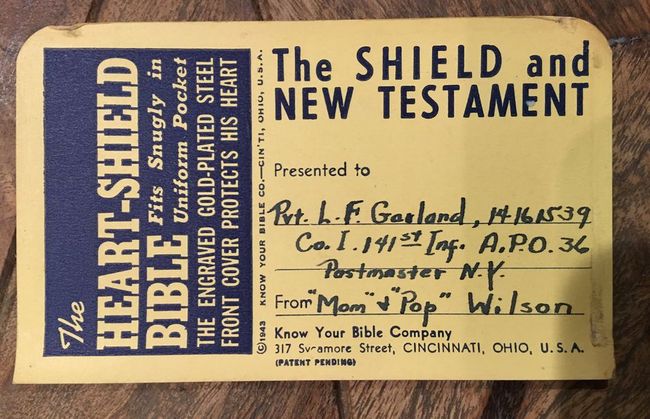 The
HEART-SHIELD
BIBLE Fits Snugly in
Uniform Pocket
THE ENGRAVED GOLD-PLATED STEEL
FRONT COVER PROTECTS HIS HEART
©1943 KNOW YOUR BIBLE CO.—CIN'TI, OHIO, U.S.A.
The SHIELD and
NEW TESTAMENT
Presented to
Pvt. L. F. Garland, 14161539
Co. I. 141st Inf. A.P.O. 36
Postmaster N.Y.
From "Mom" & "Pop" Wilson
Know Your Bible Company
317 Sycamore Street, CINCINNATI, OHIO, U. S. A.
(PATENT PENDING)